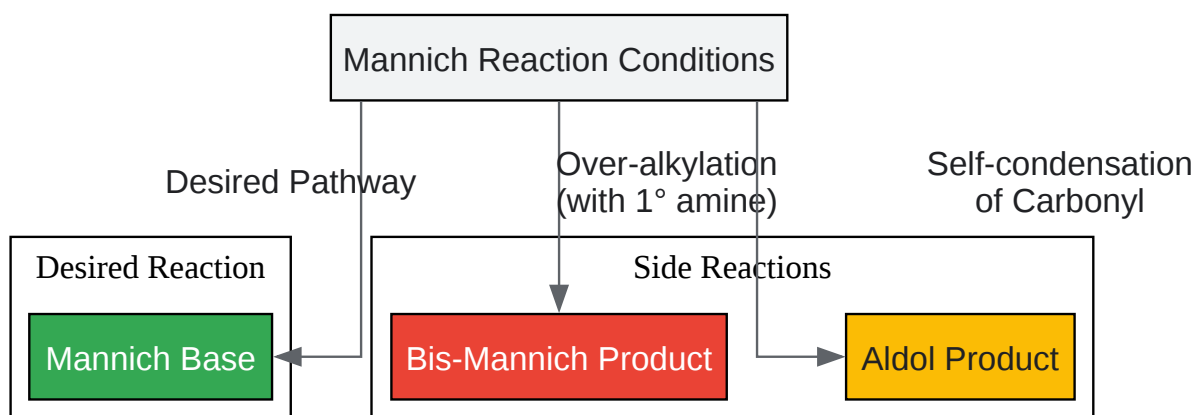 Mannich Reaction Conditions
Desired Pathway
Over-alkylation
(with 1° amine)
Self-condensation
of Carbonyl
Desired Reaction
Side Reactions
Mannich Base
Bis-Mannich Product
Aldol Product